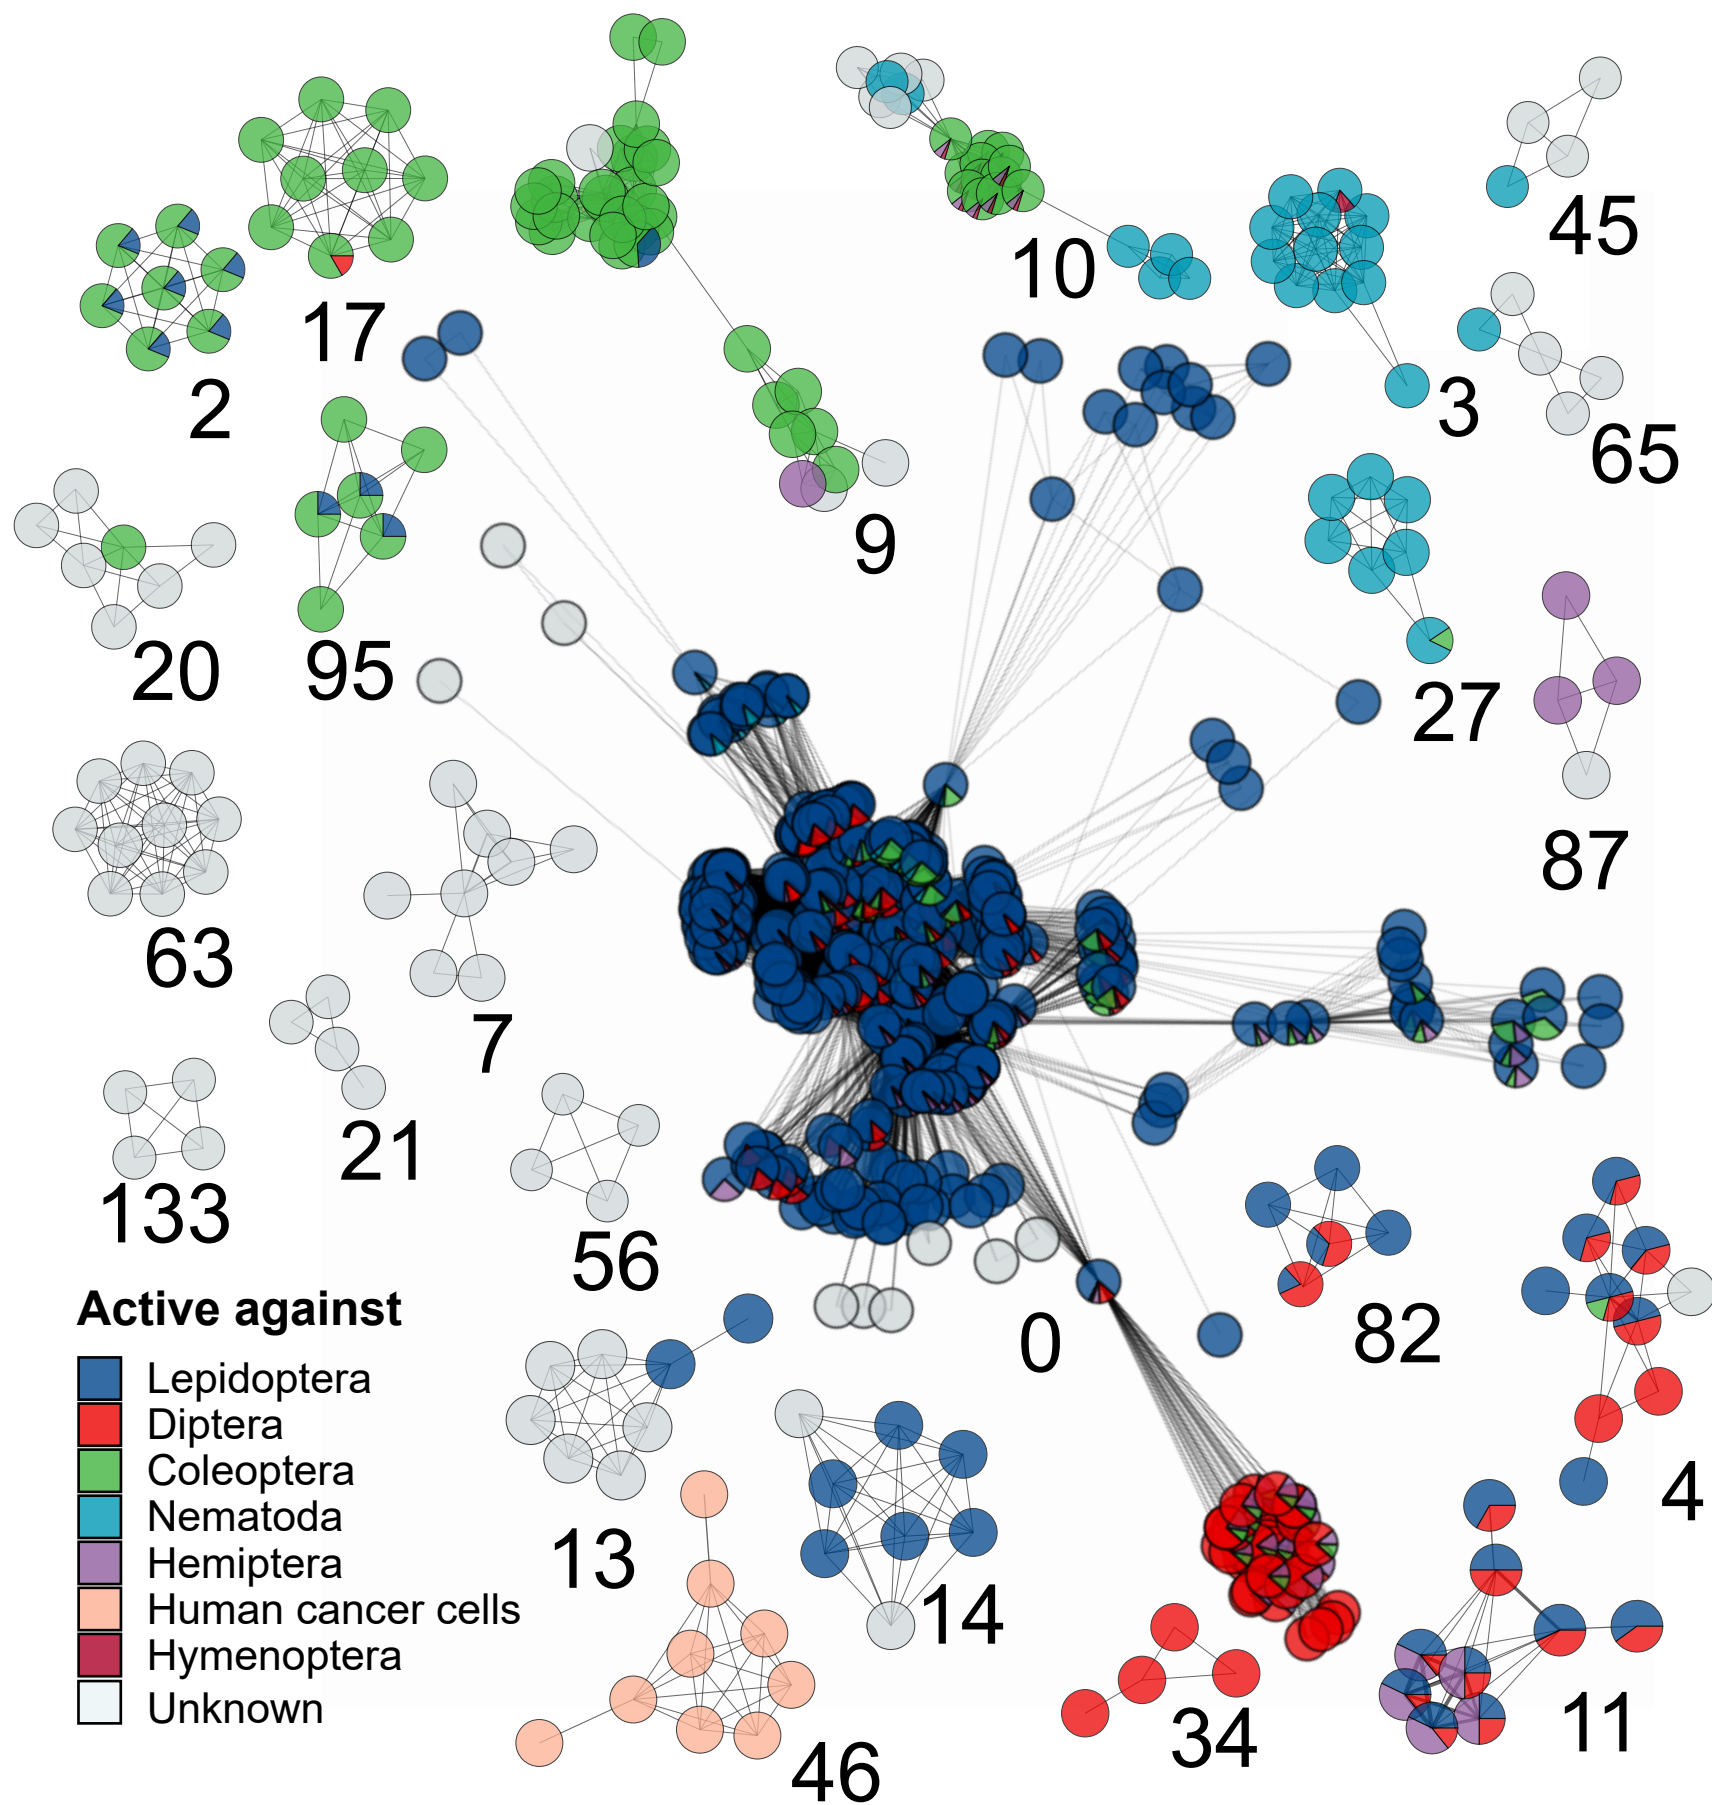 10
45
17
2
3
65
9
20
95
27
87
63
7
21
133
56
0
82
4
13
14
46
34
11
Active against
Lepidoptera
Diptera
Coleoptera
Nematoda
Hemiptera
Human cancer cells
Hymenoptera
Unknown